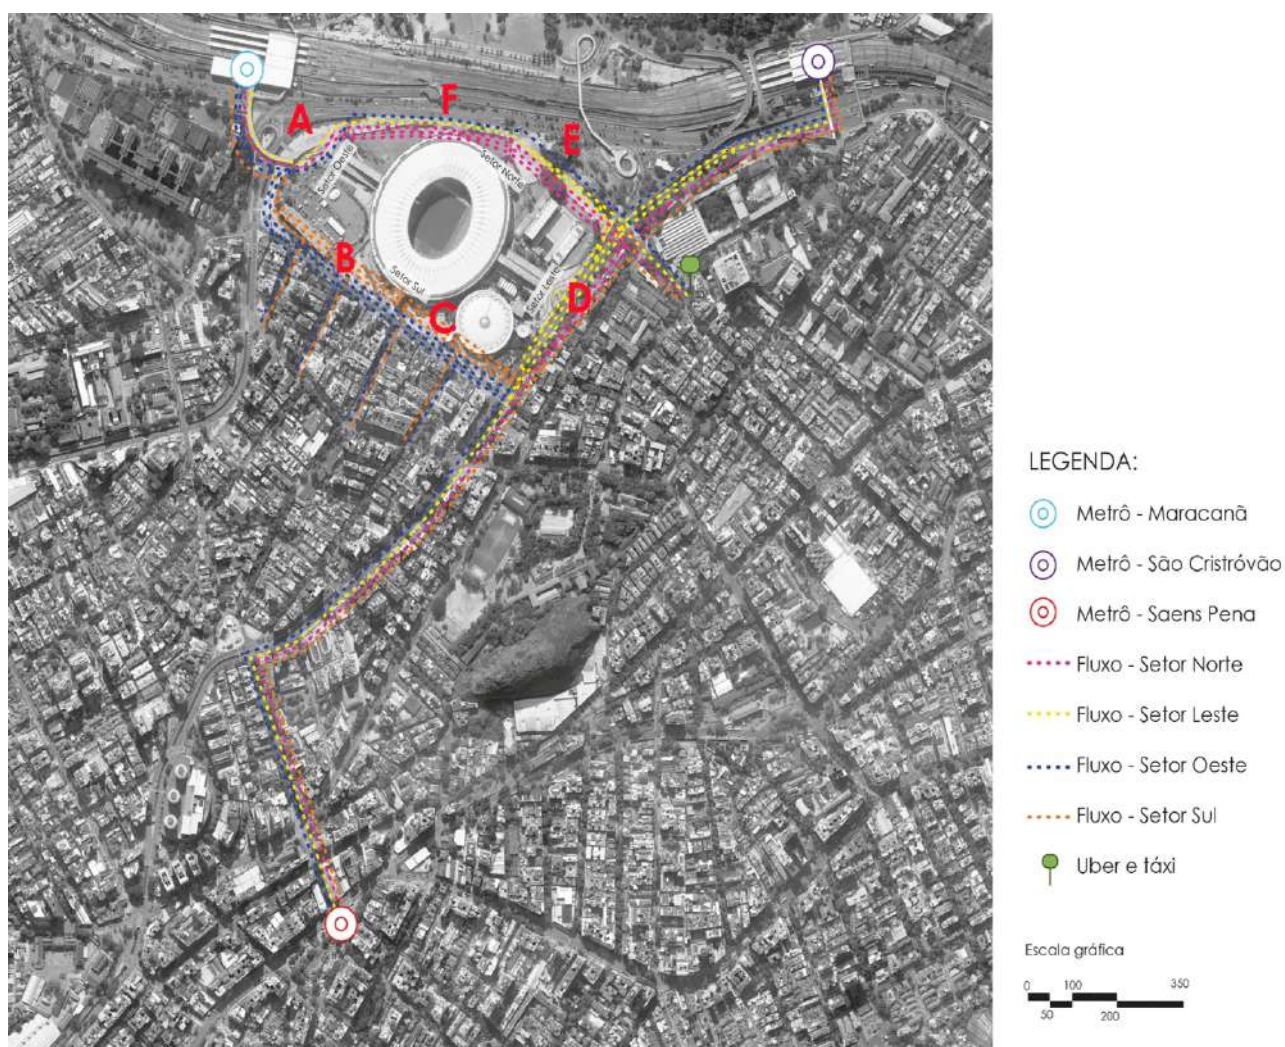 A
F
E
Setor Oeste
Setor Norte
B
Setor Sul
Setor Leste
C
D
LEGENDA:
Metrô - Maracanã
Metrô - São Cristróvão
Metrô - Saens Pena
Fluxo - Setor Norte
Fluxo - Setor Leste
Fluxo - Setor Oeste
Fluxo - Setor Sul
Uber e táxi
Escala gráfica
0 100 350
50 200